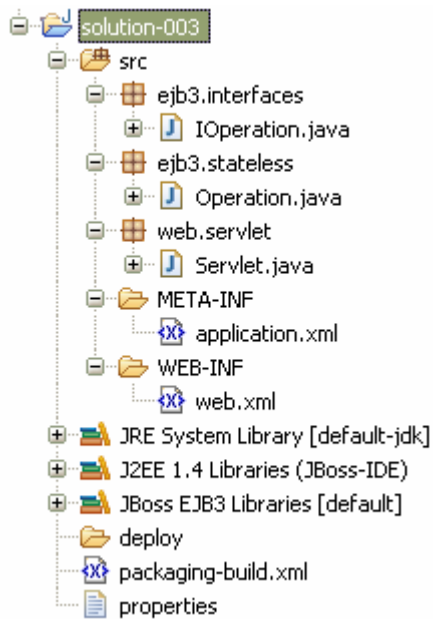 solution-003
src
ejb3.interfaces
IOperation.java
ejb3.stateless
Operation.java
web.servlet
Servlet.java
META-INF
application.xml
WEB-INF
web.xml
JRE System Library [default-jdk]
J2EE 1.4 Libraries (JBoss-IDE)
JBoss EJB3 Libraries [default]
deploy
packaging-build.xml
properties